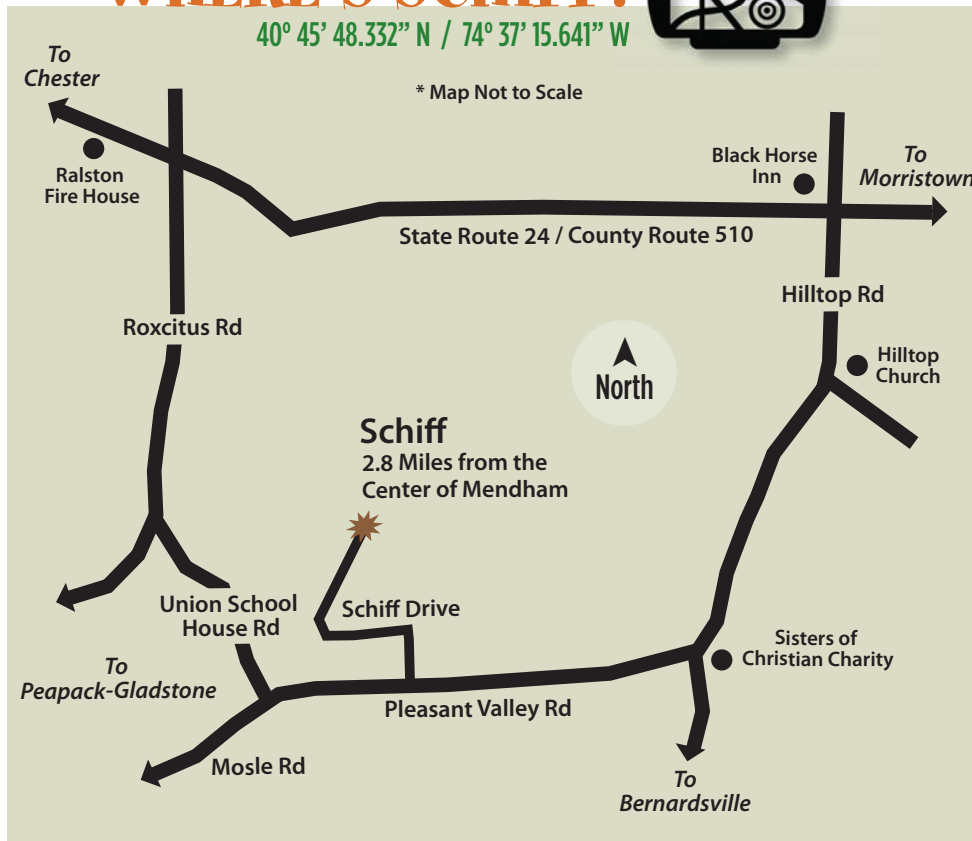 WHERE'S SCHIFF?
40° 45’ 48.332” N / 74° 37’ 15.641” W
To
Chester
* Map Not to Scale
Ralston
Fire House
Black Horse
Inn
To
Morristown
State Route 24 / County Route 510
Hilltop Rd
Roxcitus Rd
North
Hilltop
Church
Schiff
2.8 Miles from the
Center of Mendham
Union School
House Rd
Schiff Drive
Sisters of
Christian Charity
To
Peapack-Gladstone
Pleasant Valley Rd
Mosle Rd
To
Bernardsville